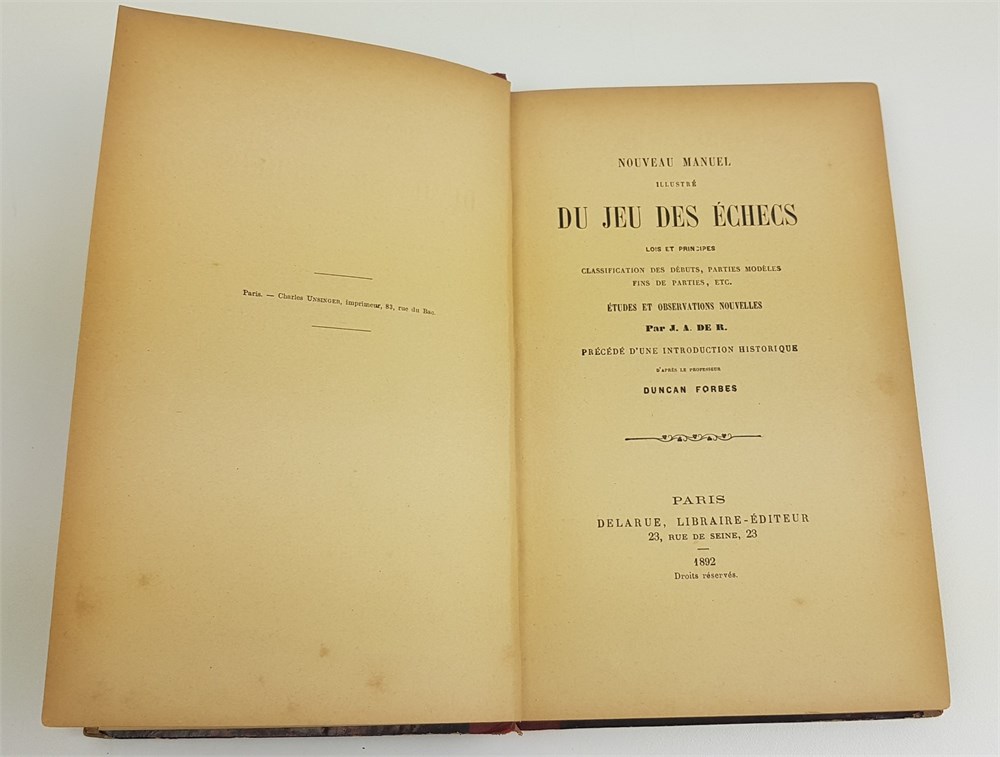 Paris. — Charles UNSINGER, imprimeur, 83, rue du Bac.
NOUVEAU MANUEL
ILLUSTRÉ
DU JEU DES ÉCHECS
LOIS ET PRINCIPES
CLASSIFICATION DES DÉBUTS, PARTIES MODÈLES
FINS DE PARTIES, ETC.
ÉTUDES ET OBSERVATIONS NOUVELLES
Par J. A. DE R.
PRÉCÉDÉ D'UNE INTRODUCTION HISTORIQUE
D'APRÈS LE PROFESSEUR
DUNCAN FORBES
PARIS
DELARUE, LIBRAIRE-ÉDITEUR
23, RUE DE SEINE, 23
1892
Droits réservés.